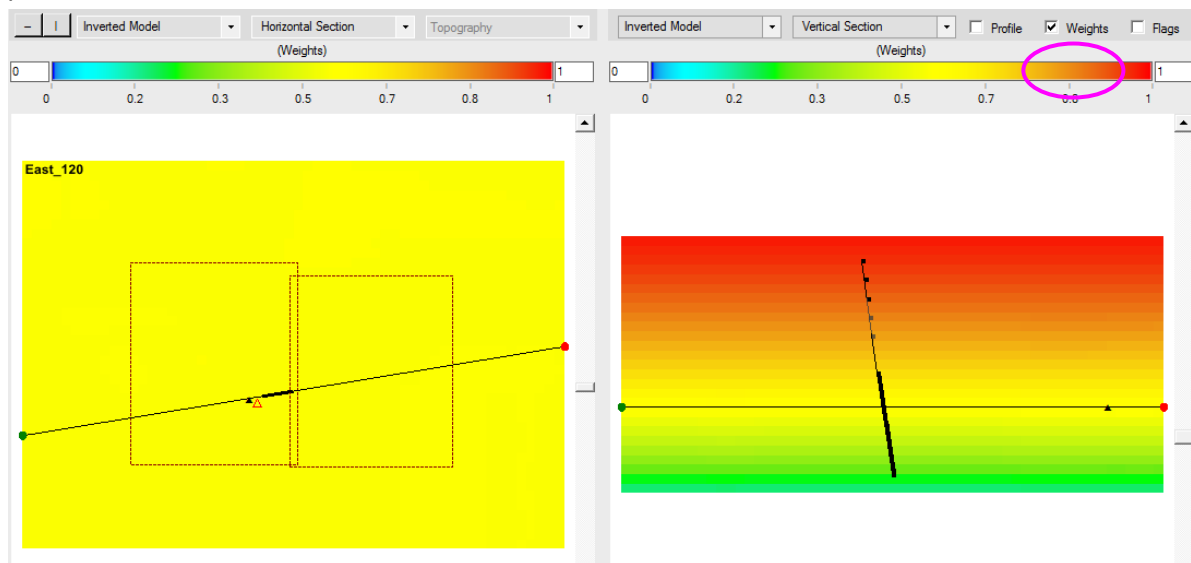 – | Inverted Model Horizontal Section Topography
(Weights)
0 1
0 0.2 0.3 0.5 0.7 0.8 1
East_120
Inverted Model Vertical Section Profile Weights Flags
(Weights)
0 1
0 0.2 0.3 0.5 0.7 0.8 1